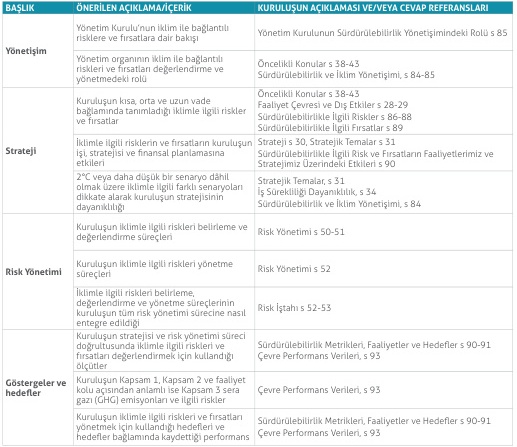 BAŞLIK ÖNERİLEN AÇIKLAMA/İÇERİK KURULUŞUN AÇIKLAMASI VE/VEYA CEVAP REFERANSLARI
Yönetişim
Yönetim Kurulu'nun iklim ile bağlantılı
risklere ve fırsatlara dair bakışı
Yönetim Kurulunun Sürdürülebilirlik Yönetişimindeki Rolü s 85
Yönetim organının iklim ile bağlantılı
riskleri ve fırsatları değerlendirme ve
yönetmedeki rolü
Öncelikli Konular s 38-43
Sürdürülebilirlik ve İklim Yönetişimi, s 84-85
Strateji
Kuruluşun kısa, orta ve uzun vade
bağlamında tanımladığı iklimle ilgili riskler
ve fırsatlar
Öncelikli Konular s 38-43
Faaliyet Çevresi ve Dış Etkiler s 28-29
Sürdürülebilirlikle İlgili Riskler s 86-88
Sürdürülebilirlikle İlgili Fırsatlar s 89
İklimle ilgili risklerin ve fırsatların kuruluşun
işi, stratejisi ve finansal planlamasına
etkileri
Strateji s 30, Stratejik Temalar s 31
Sürdürülebilirlikle İlgili Risk ve Fırsatların Faaliyetlerimiz ve
Stratejimiz Üzerindeki Etkileri s 90
2°C veya daha düşük bir senaryo dâhil
olmak üzere iklimle ilgili farklı senaryoları
dikkate alarak kuruluşun stratejisinin
dayanıklılığı
Stratejik Temalar, s 31
İş Sürekliliği Dayanıklılık, s 34
Sürdürülebilirlik ve İklim Yönetişimi, s 84
Risk Yönetimi
Kuruluşun iklimle ilgili riskleri belirleme ve
değerlendirme süreçleri
Risk Yönetimi s 50-51
Kuruluşun iklimle ilgili riskleri yönetme
süreçleri
Risk Yönetimi s 52
İklimle ilgili riskleri belirleme,
değerlendirme ve yönetme süreçlerinin
kuruluşun tüm risk yönetimi sürecine nasıl
entegre edildiği
Risk İştahı s 52-53
Göstergeler ve
hedefler
Kuruluşun stratejisi ve risk yönetimi süreci
doğrultusunda iklimle ilgili riskleri ve
fırsatları değerlendirmek için kullandığı
ölçütler
Sürdürülebilirlik Metrikleri, Faaliyetler ve Hedefler s 90-91
Çevre Performans Verileri, s 93
Kuruluşun Kapsam 1, Kapsam 2 ve faaliyet
kolu açısından anlamlı ise Kapsam 3 sera
gazı (GHG) emisyonları ve ilgili riskler
Çevre Performans Verileri, s 93
Kuruluşun iklimle ilgili riskleri ve fırsatları
yönetmek için kullandığı hedefleri ve
hedefler bağlamında kaydettiği performans
Sürdürülebilirlik Metrikleri, Faaliyetler ve Hedefler s 90-91
Çevre Performans Verileri, s 93